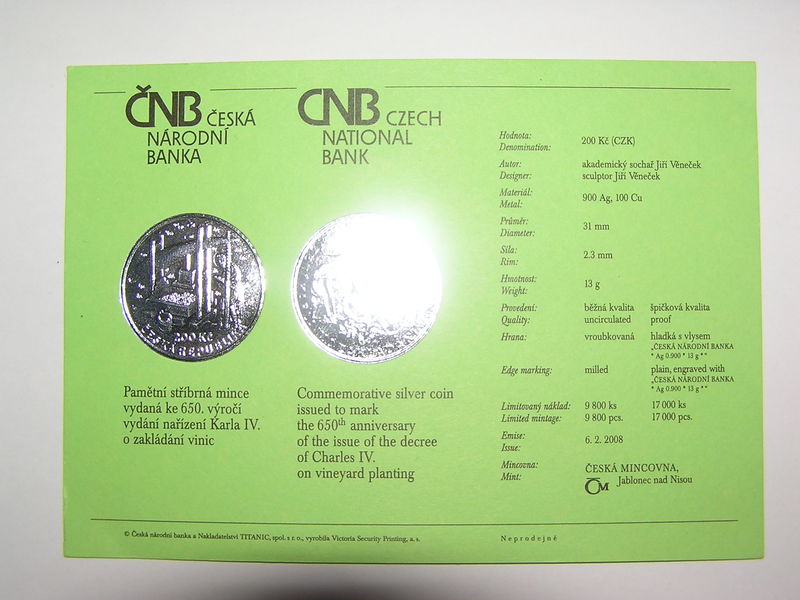 ČNB ČESKÁ
NÁRODNÍ
BANKA
CNB CZECH
NATIONAL
BANK
200 Kč
ČESKÁ REPUBLIKA
Pamětní stříbrná mince
vydaná ke 650. výročí
vydání nařízení Karla IV.
o zakládání vinic
Commemorative silver coin
issued to mark
the 650th anniversary
of the issue of the decree
of Charles IV.
on vineyard planting
Hodnota:
Denomination: 200 Kč (CZK)
Autor: akademický sochař Jiří Věneček
Designer: sculptor Jiří Věneček
Materiál:
Metal: 900 Ag, 100 Cu
Průměr:
Diameter: 31 mm
Síla:
Rim: 2.3 mm
Hmotnost:
Weight: 13 g
Provedení: běžná kvalita špičková kvalita
Quality: uncirculated proof
Hrana: vroubkovaná hladká s vlysem
„ČESKÁ NÁRODNÍ BANKA
* Ag 0.900 * 13 g *“
Edge marking: milled plain, engraved with
„ČESKÁ NÁRODNÍ BANKA
* Ag 0.900 * 13 g *“
Limitovaný náklad: 9 800 ks 17 000 ks
Limited mintage: 9 800 pcs. 17 000 pcs.
Emise:
Issue: 6. 2. 2008
Mincovna: ČESKÁ MINCOVNA,
Mint: ČM Jablonec nad Nisou
© Česká národní banka a Nakladatelství TITANIC, spol. s r. o., vyrobila Victoria Security Printing, a. s.
Neprodejné